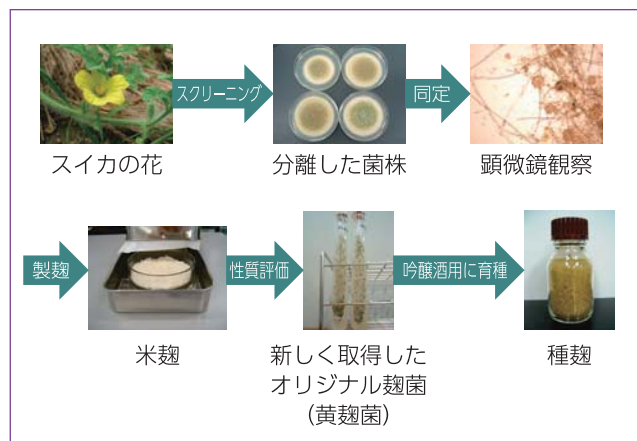 スクリーニング
同定
スイカの花
分離した菌株
顕微鏡観察
製麹
性質評価
吟醸酒用に育種
米麹
新しく取得した
オリジナル麹菌
(黄麹菌)
種麹